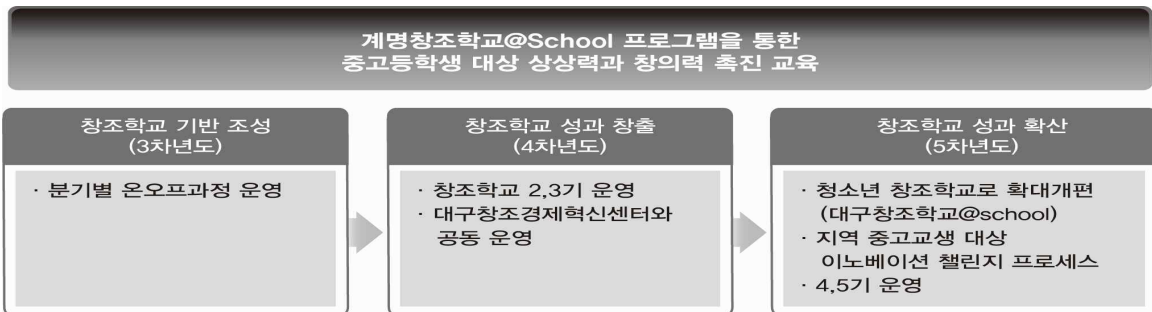 계명창조학교@School 프로그램을 통한
중고등학생 대상 상상력과 창의력 촉진 교육
창조학교 기반 조성
(3차년도)
· 분기별 온오프과정 운영
창조학교 성과 창출
(4차년도)
· 창조학교 2,3기 운영
· 대구창조경제혁신센터와
공동 운영
창조학교 성과 확산
(5차년도)
· 청소년 창조학교로 확대개편
(대구창조학교@school)
· 지역 중고교생 대상
이노베이션 챌린지 프로세스
· 4,5기 운영